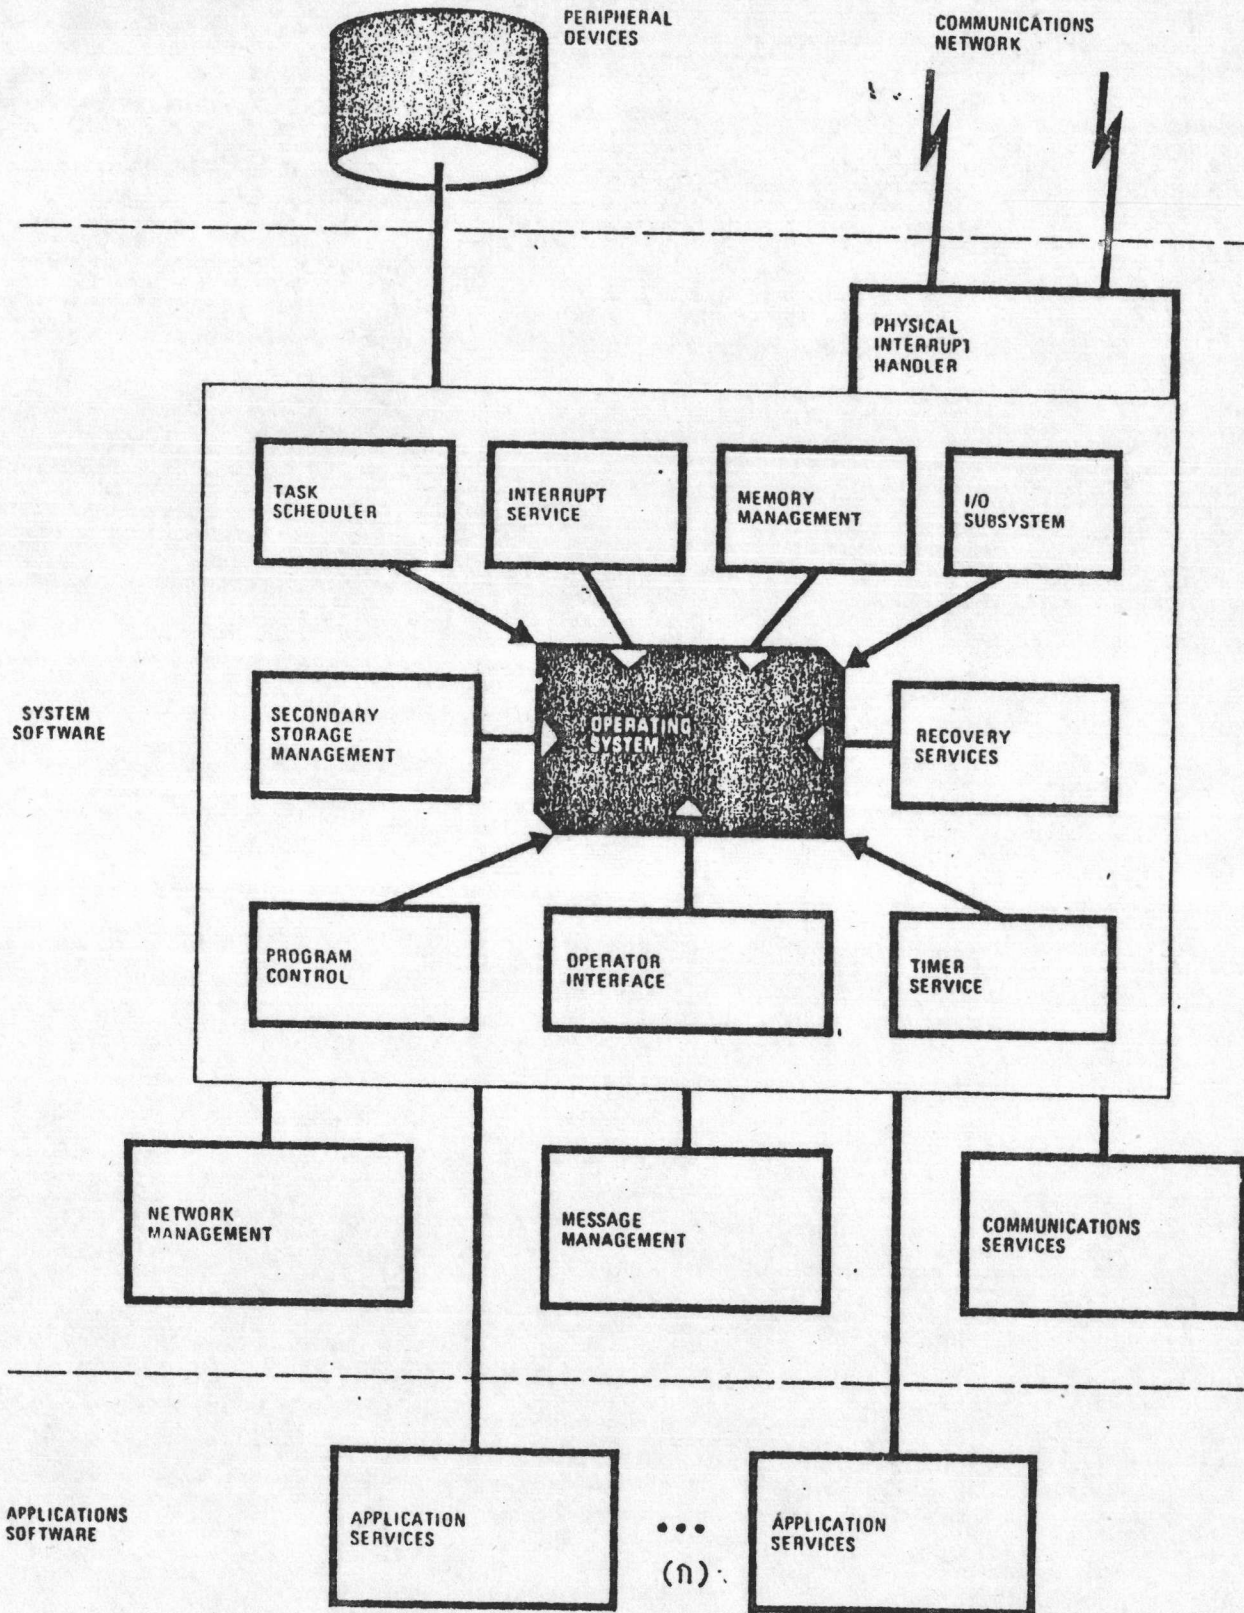 PERIPHERAL
DEVICES
COMMUNICATIONS
NETWORK
PHYSICAL
INTERRUPT
HANDLER
TASK
SCHEDULER
INTERRUPT
SERVICE
MEMORY
MANAGEMENT
I/O
SUBSYSTEM
SYSTEM
SOFTWARE
SECONDARY
STORAGE
MANAGEMENT
OPERATING
SYSTEM
RECOVERY
SERVICES
PROGRAM
CONTROL
OPERATOR
INTERFACE
TIMER
SERVICE
NETWORK
MANAGEMENT
MESSAGE
MANAGEMENT
COMMUNICATIONS
SERVICES
APPLICATIONS
SOFTWARE
APPLICATION
SERVICES
•••
(n)
APPLICATION
SERVICES